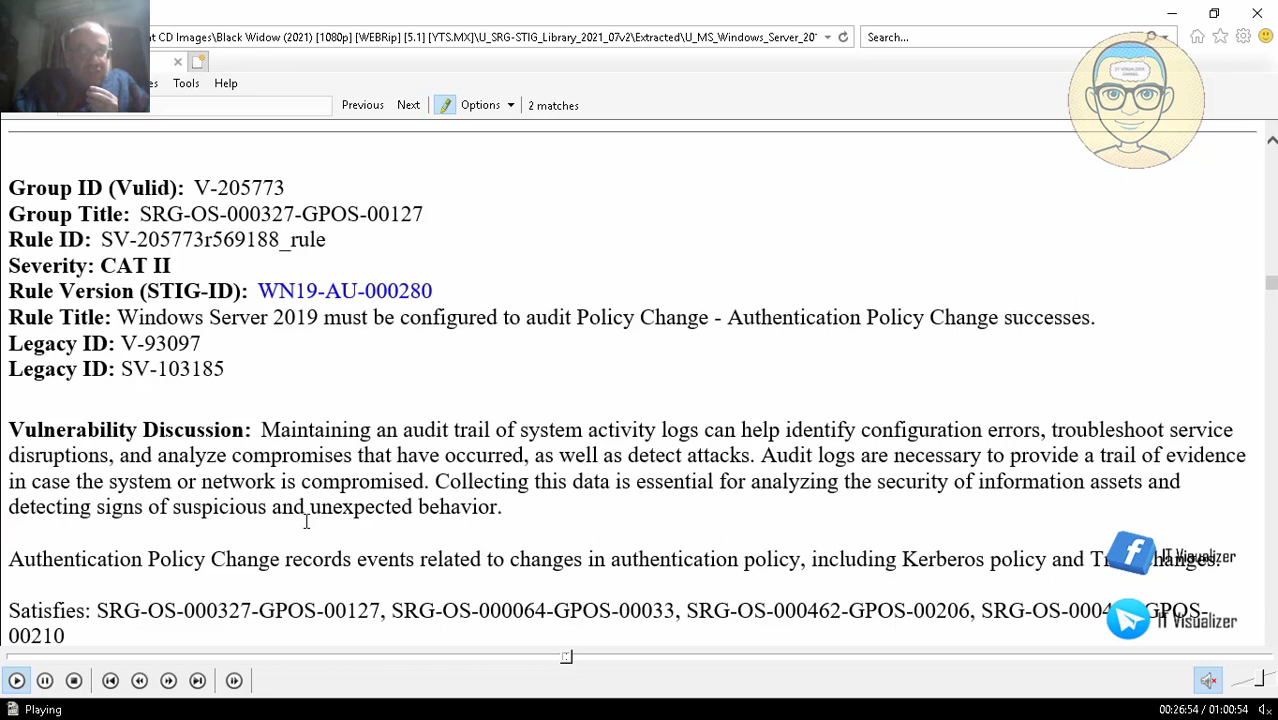 nt CD Images\Black Widow (2021) [1080p] [WEBRip] [5.1] [YTS.MX]\U_SRG-STIG_Library_2021_07v2\Extracted\U_MS_Windows_Server_20
Search...
Tools Help
Previous Next Options 2 matches
IT VISUALIZER
CHANNEL
Group ID (Vulid): V-205773
Group Title: SRG-OS-000327-GPOS-00127
Rule ID: SV-205773r569188_rule
Severity: CAT II
Rule Version (STIG-ID): WN19-AU-000280
Rule Title: Windows Server 2019 must be configured to audit Policy Change - Authentication Policy Change successes.
Legacy ID: V-93097
Legacy ID: SV-103185
Vulnerability Discussion: Maintaining an audit trail of system activity logs can help identify configuration errors, troubleshoot service
disruptions, and analyze compromises that have occurred, as well as detect attacks. Audit logs are necessary to provide a trail of evidence
in case the system or network is compromised. Collecting this data is essential for analyzing the security of information assets and
detecting signs of suspicious and unexpected behavior.
Authentication Policy Change records events related to changes in authentication policy, including Kerberos policy and
IT Visualizer
Satisfies: SRG-OS-000327-GPOS-00127, SRG-OS-000064-GPOS-00033, SRG-OS-000462-GPOS-00206,
IT Visualizer
00210
Playing
00:26:54 / 01:00:54